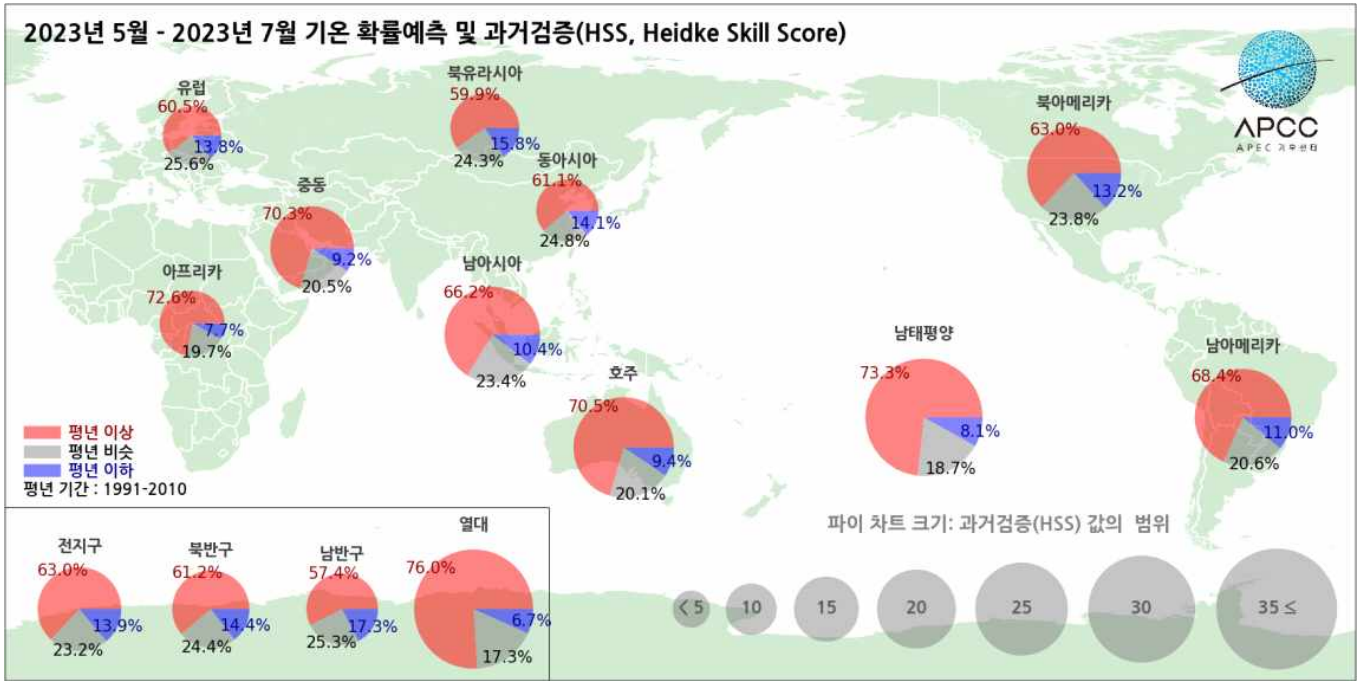 2023년 5월 - 2023년 7월 기온 확률예측 및 과거검증(HSS, Heidke Skill Score)
APCC
APEC 기후센터
유럽
60.5%
13.8%
25.6%
북유라시아
59.9%
15.8%
24.3%
북아메리카
63.0%
13.2%
23.8%
동아시아
61.1%
14.1%
24.8%
중동
70.3%
9.2%
20.5%
아프리카
72.6%
7.7%
19.7%
남아시아
66.2%
10.4%
23.4%
호주
70.5%
9.4%
20.1%
남태평양
73.3%
8.1%
18.7%
남아메리카
68.4%
11.0%
20.6%
평년 이상
평년 비슷
평년 이하
평년 기간 : 1991-2010
전지구
63.0%
13.9%
23.2%
북반구
61.2%
14.4%
24.4%
남반구
57.4%
17.3%
25.3%
열대
76.0%
6.7%
17.3%
파이 차트 크기: 과거검증(HSS) 값의 범위
< 5
10
15
20
25
30
35 ≤